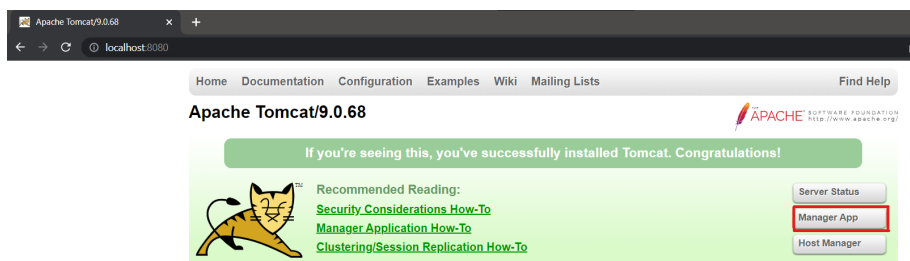 Apache Tomcat/9.0.68
localhost:8080
Home Documentation Configuration Examples Wiki Mailing Lists Find Help
Apache Tomcat/9.0.68
THE
APACHE SOFTWARE FOUNDATION
http://www.apache.org/
If you're seeing this, you've successfully installed Tomcat. Congratulations!
TM
Recommended Reading:
Security Considerations How-To
Manager Application How-To
Clustering/Session Replication How-To
Server Status
Manager App
Host Manager